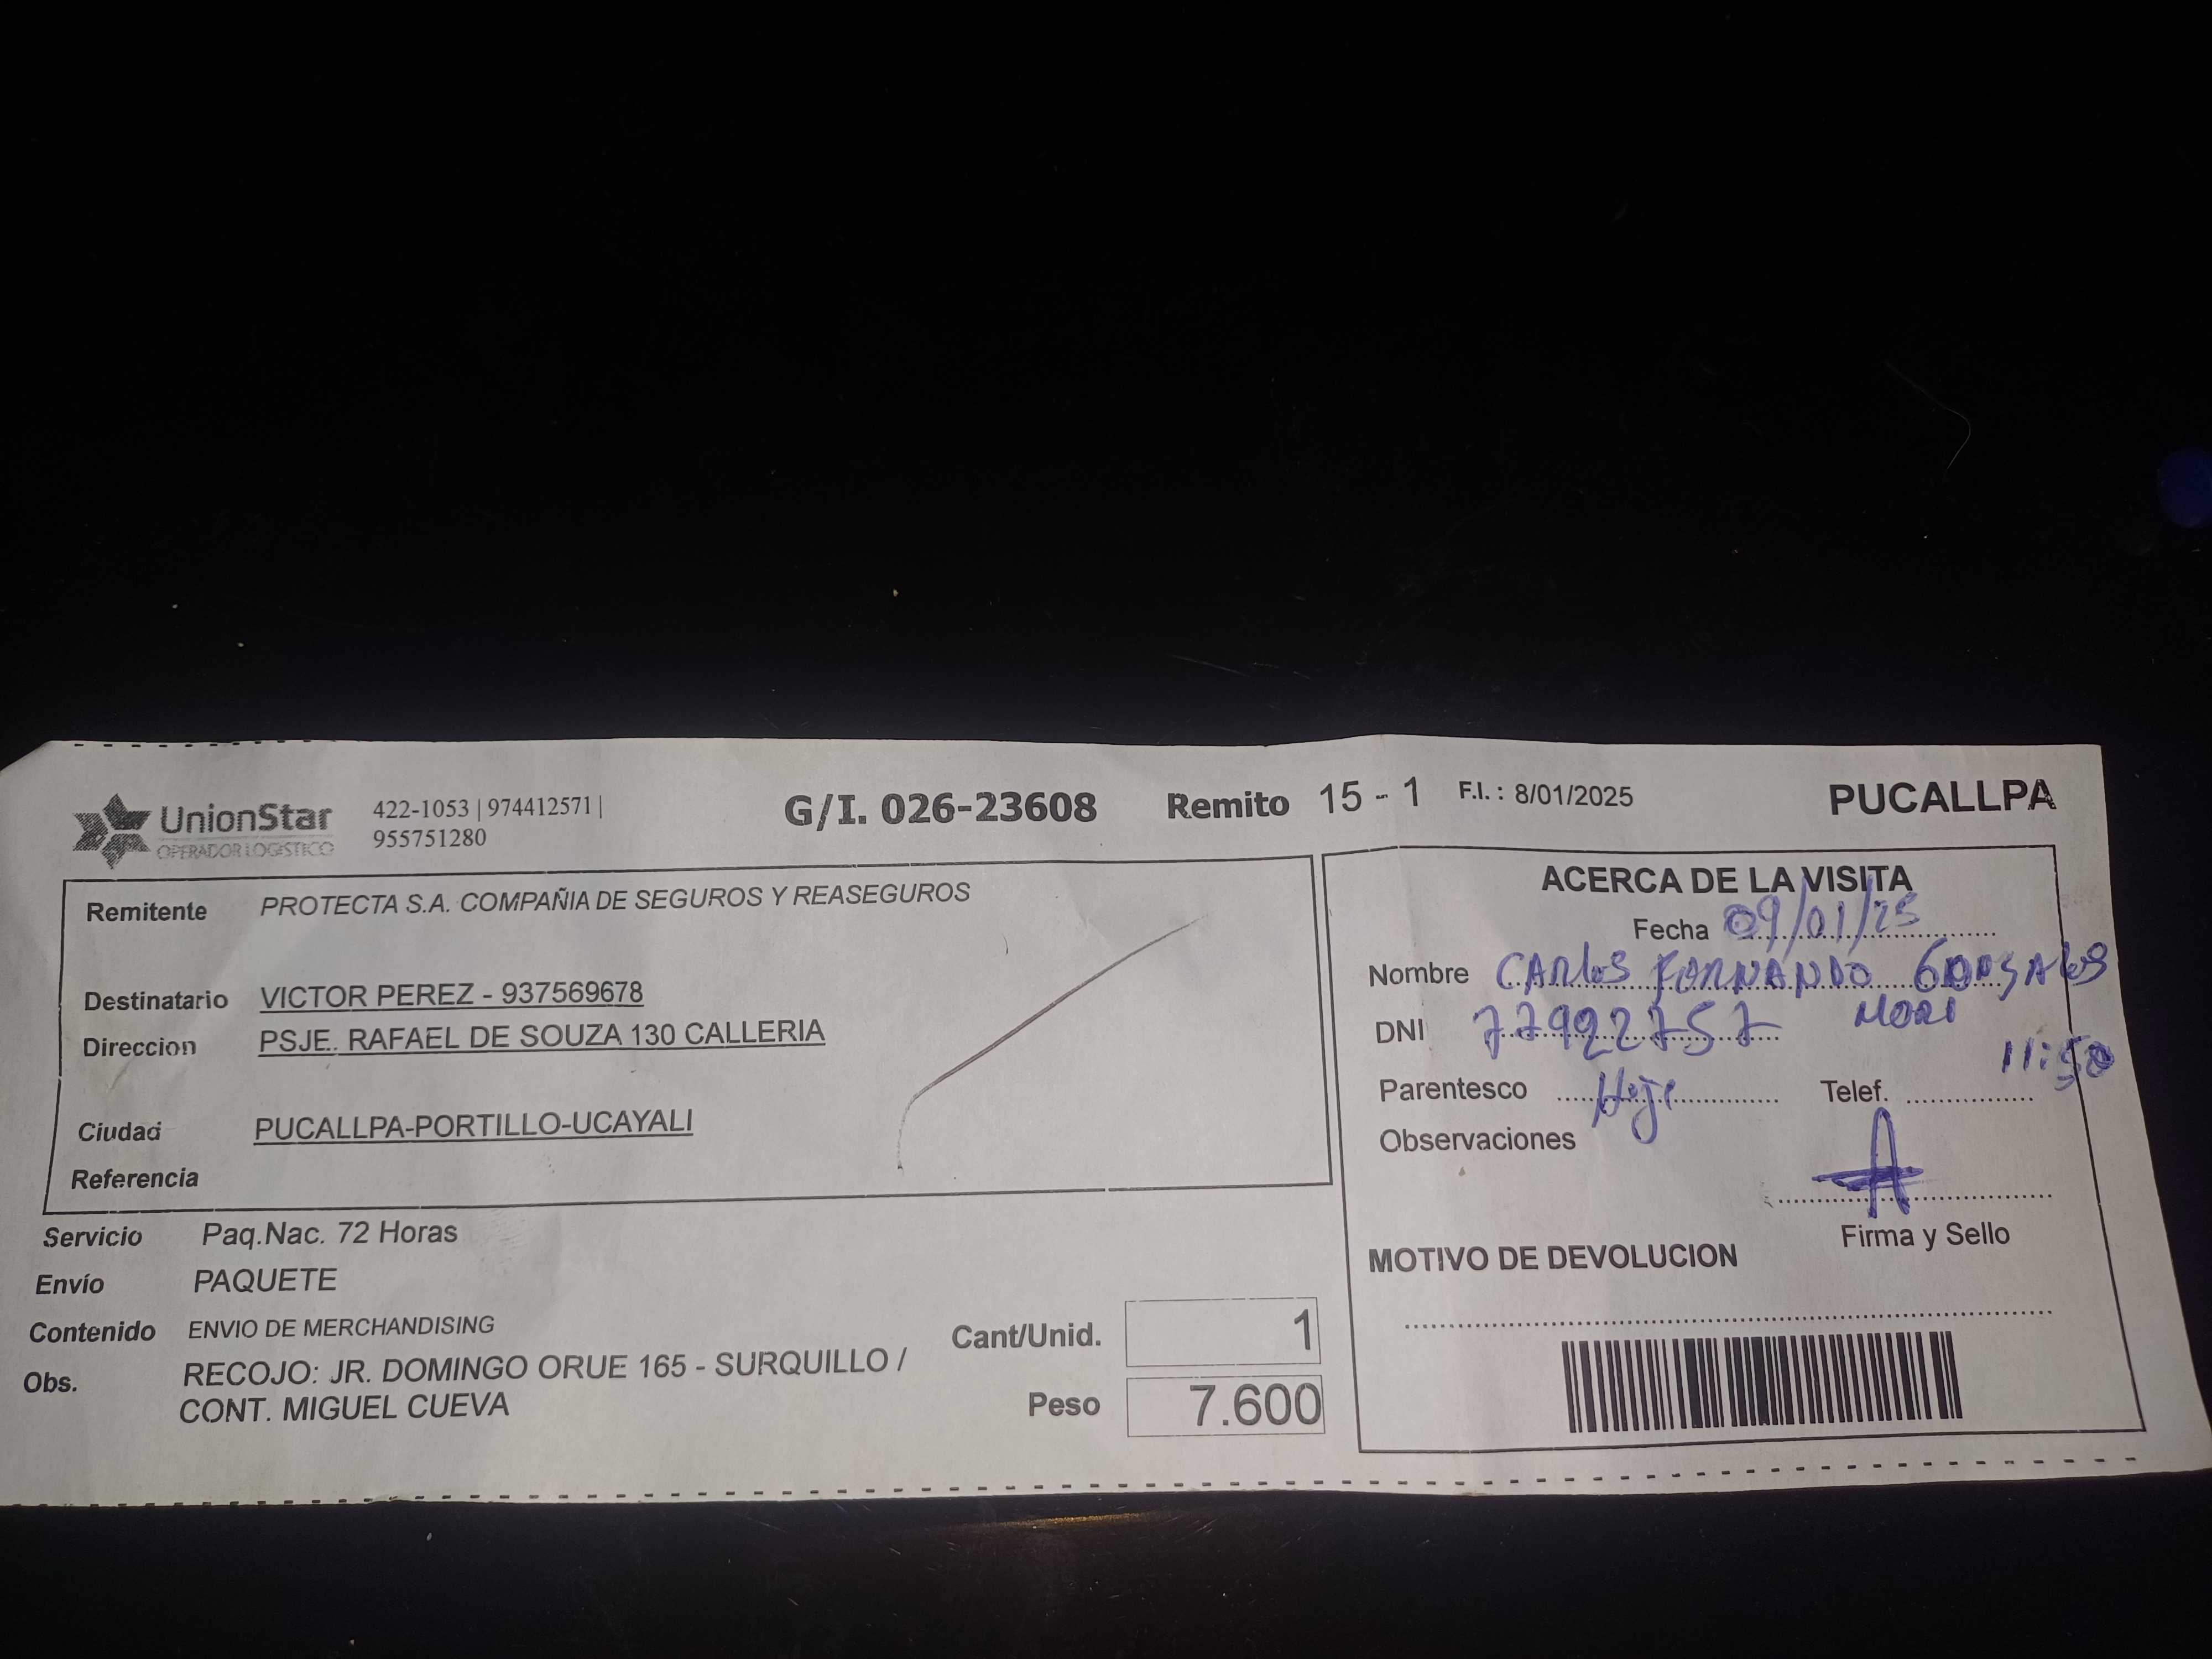 UnionStar
OPERADOR LOGISTICO
422-1053 | 974412571 |
955751280
G/I. 026-23608
Remito 15 - 1
F.I. : 8/01/2025
PUCALLPA
Remitente PROTECTA S.A. COMPAÑIA DE SEGUROS Y REASEGUROS
Destinatario VICTOR PEREZ - 937569678
Direccion PSJE. RAFAEL DE SOUZA 130 CALLERIA
Ciudad PUCALLPA-PORTILLO-UCAYALI
Referencia
Servicio Paq.Nac. 72 Horas
Envío PAQUETE
Contenido ENVIO DE MERCHANDISING
Obs. RECOJO: JR. DOMINGO ORUE 165 - SURQUILLO /
CONT. MIGUEL CUEVA
Cant/Unid. 1
Peso 7.600
ACERCA DE LA VISITA
Fecha 09/01/25
Nombre CARLOS FERNANDO
MORI
DNI 77922757
11:50
Parentesco
Telef.
Observaciones
Firma y Sello
MOTIVO DE DEVOLUCION